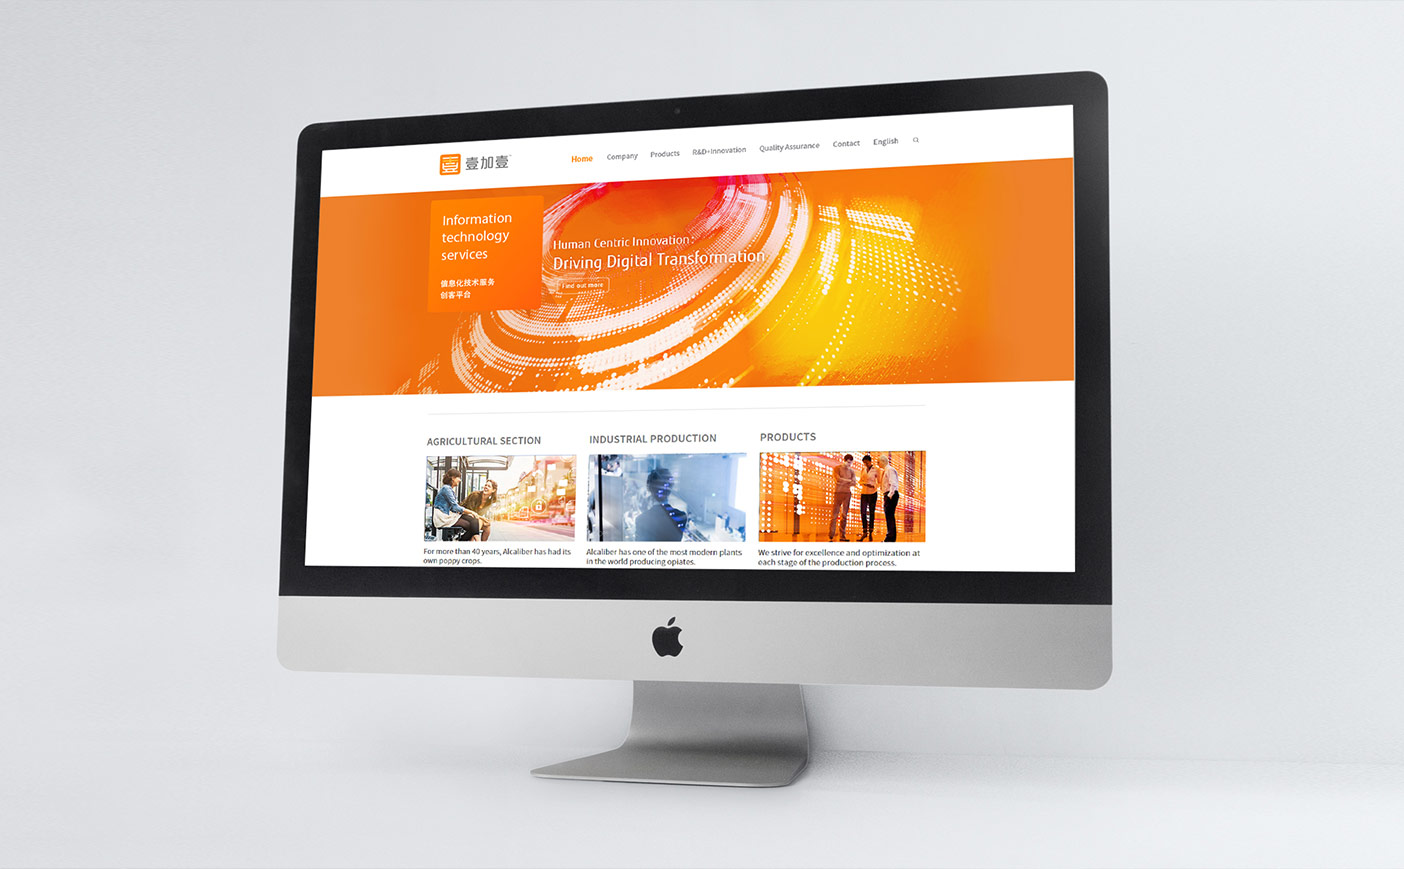 壹 壹加壹
Home Company Products R&D+Innovation Quality Assurance Contact English
Information
technology
services
信息化技术服务
创客平台
Human Centric Innovation:
Driving Digital Transformation
Find out more
AGRICULTURAL SECTION
For more than 40 years, Alcaliber has had its
own poppy crops.
INDUSTRIAL PRODUCTION
Alcaliber has one of the most modern plants
in the world producing opiates.
PRODUCTS
We strive for excellence and optimization at
each stage of the production process.